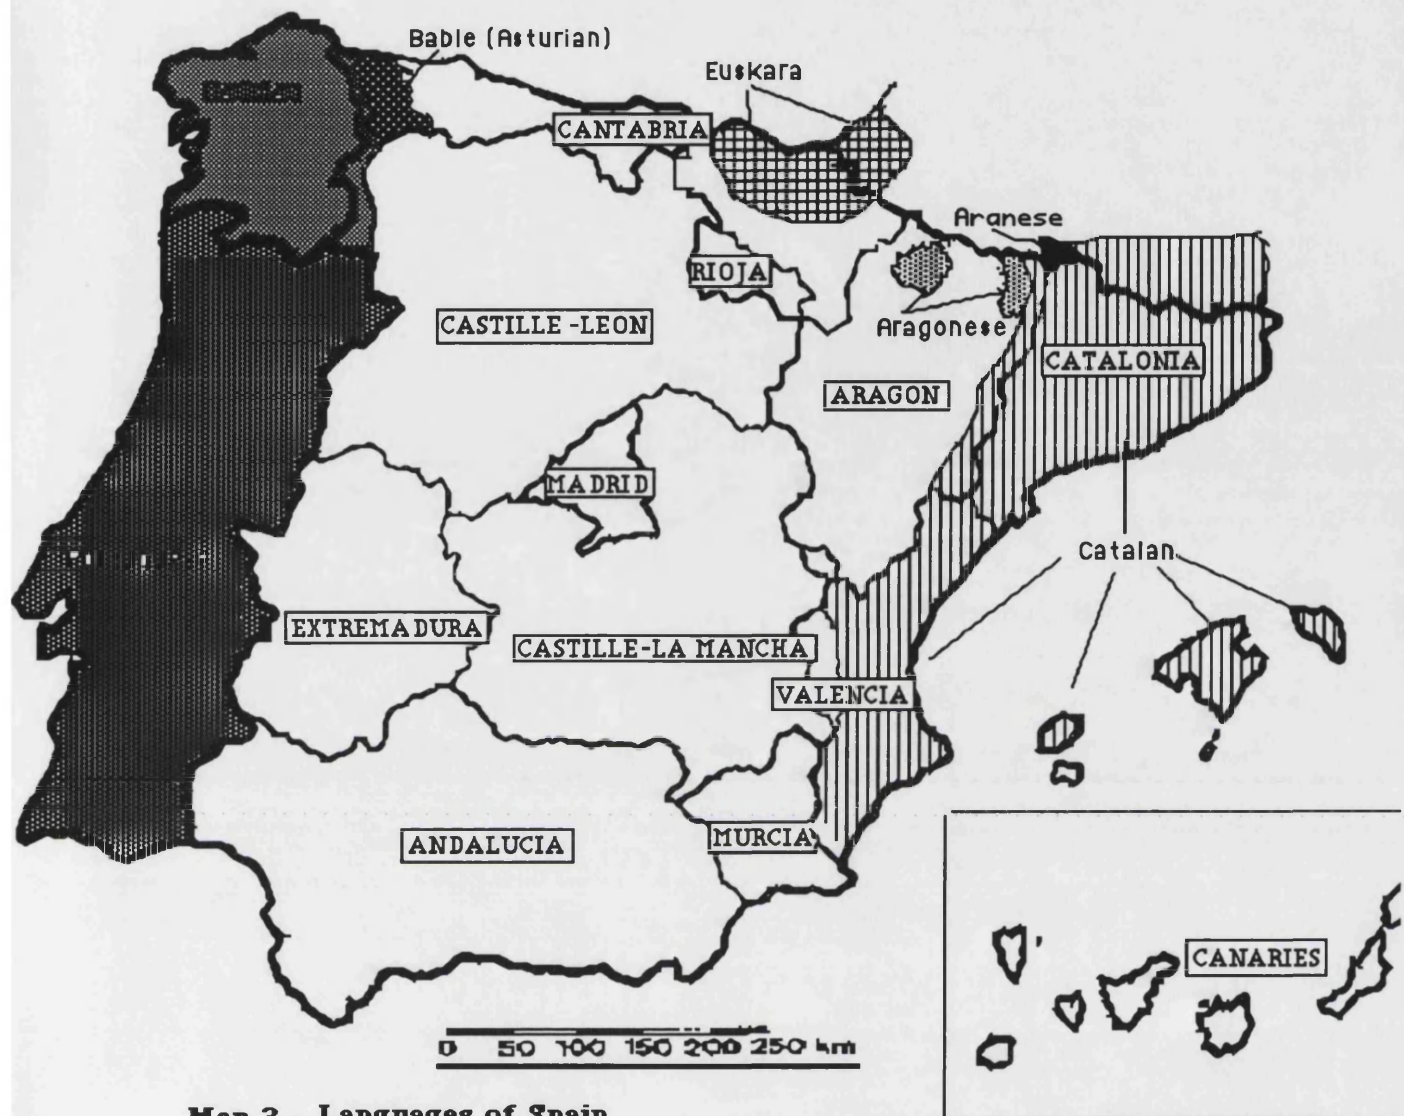 Bable (Asturian)
Euskara
CANTABRIA
Aranese
RIOJA
CASTILLE-LEON
Aragonese
CATALONIA
ARAGON
MADRID
Catalan
EXTREMADURA
CASTILLE-LA MANCHA
VALENCIA
MURCIA
ANDALUCIA
CANARIES
0 50 100 150 200 250 km
Map 2 Languages of Spain